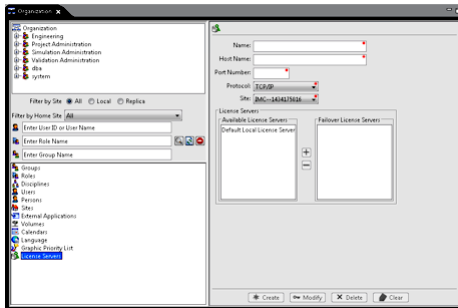 Organization
Organization
Engineering
Project Administration
Simulation Administration
Validation Administration
dba
system
Filter by Site All Local Replica
Filter by Home Site All
Enter User ID or User Name
Enter Role Name
Enter Group Name
Groups
Roles
Disciplines
Users
Persons
Sites
External Applications
Volumes
Calendars
Language
Graphic Priority List
License Servers
Name:
Host Name:
Port Number:
Protocol: TCP/IP
Site: IMC--1434175016
License Servers
Available License Servers
Default Local License Server
Failover License Servers
Create Modify Delete Clear